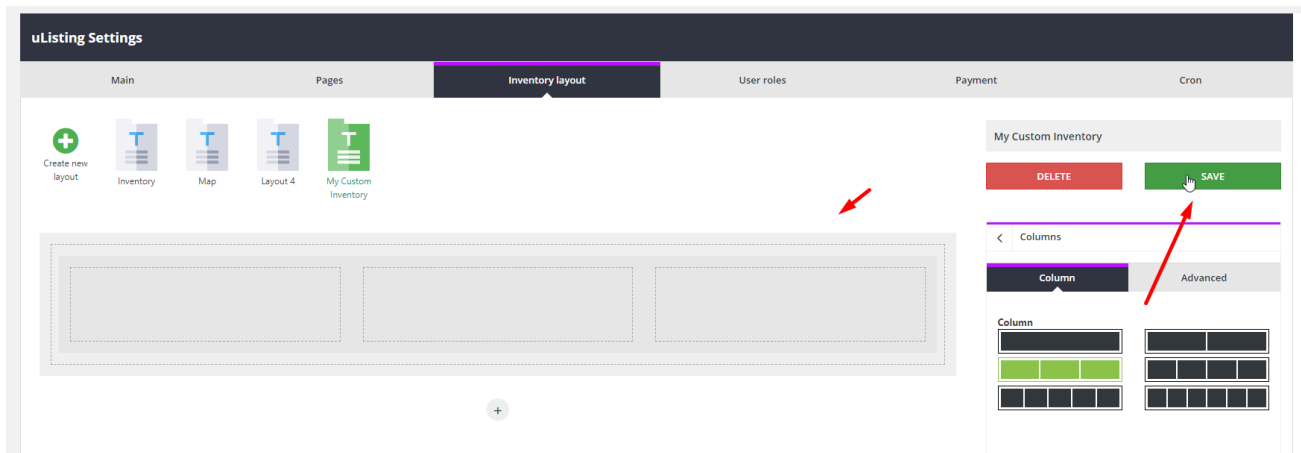 uListing Settings
Main
Pages
Inventory layout
User roles
Payment
Cron
Create new
layout
T
Inventory
T
Map
T
Layout 4
T
My Custom
Inventory
My Custom Inventory
DELETE
SAVE
Columns
Column
Advanced
Column